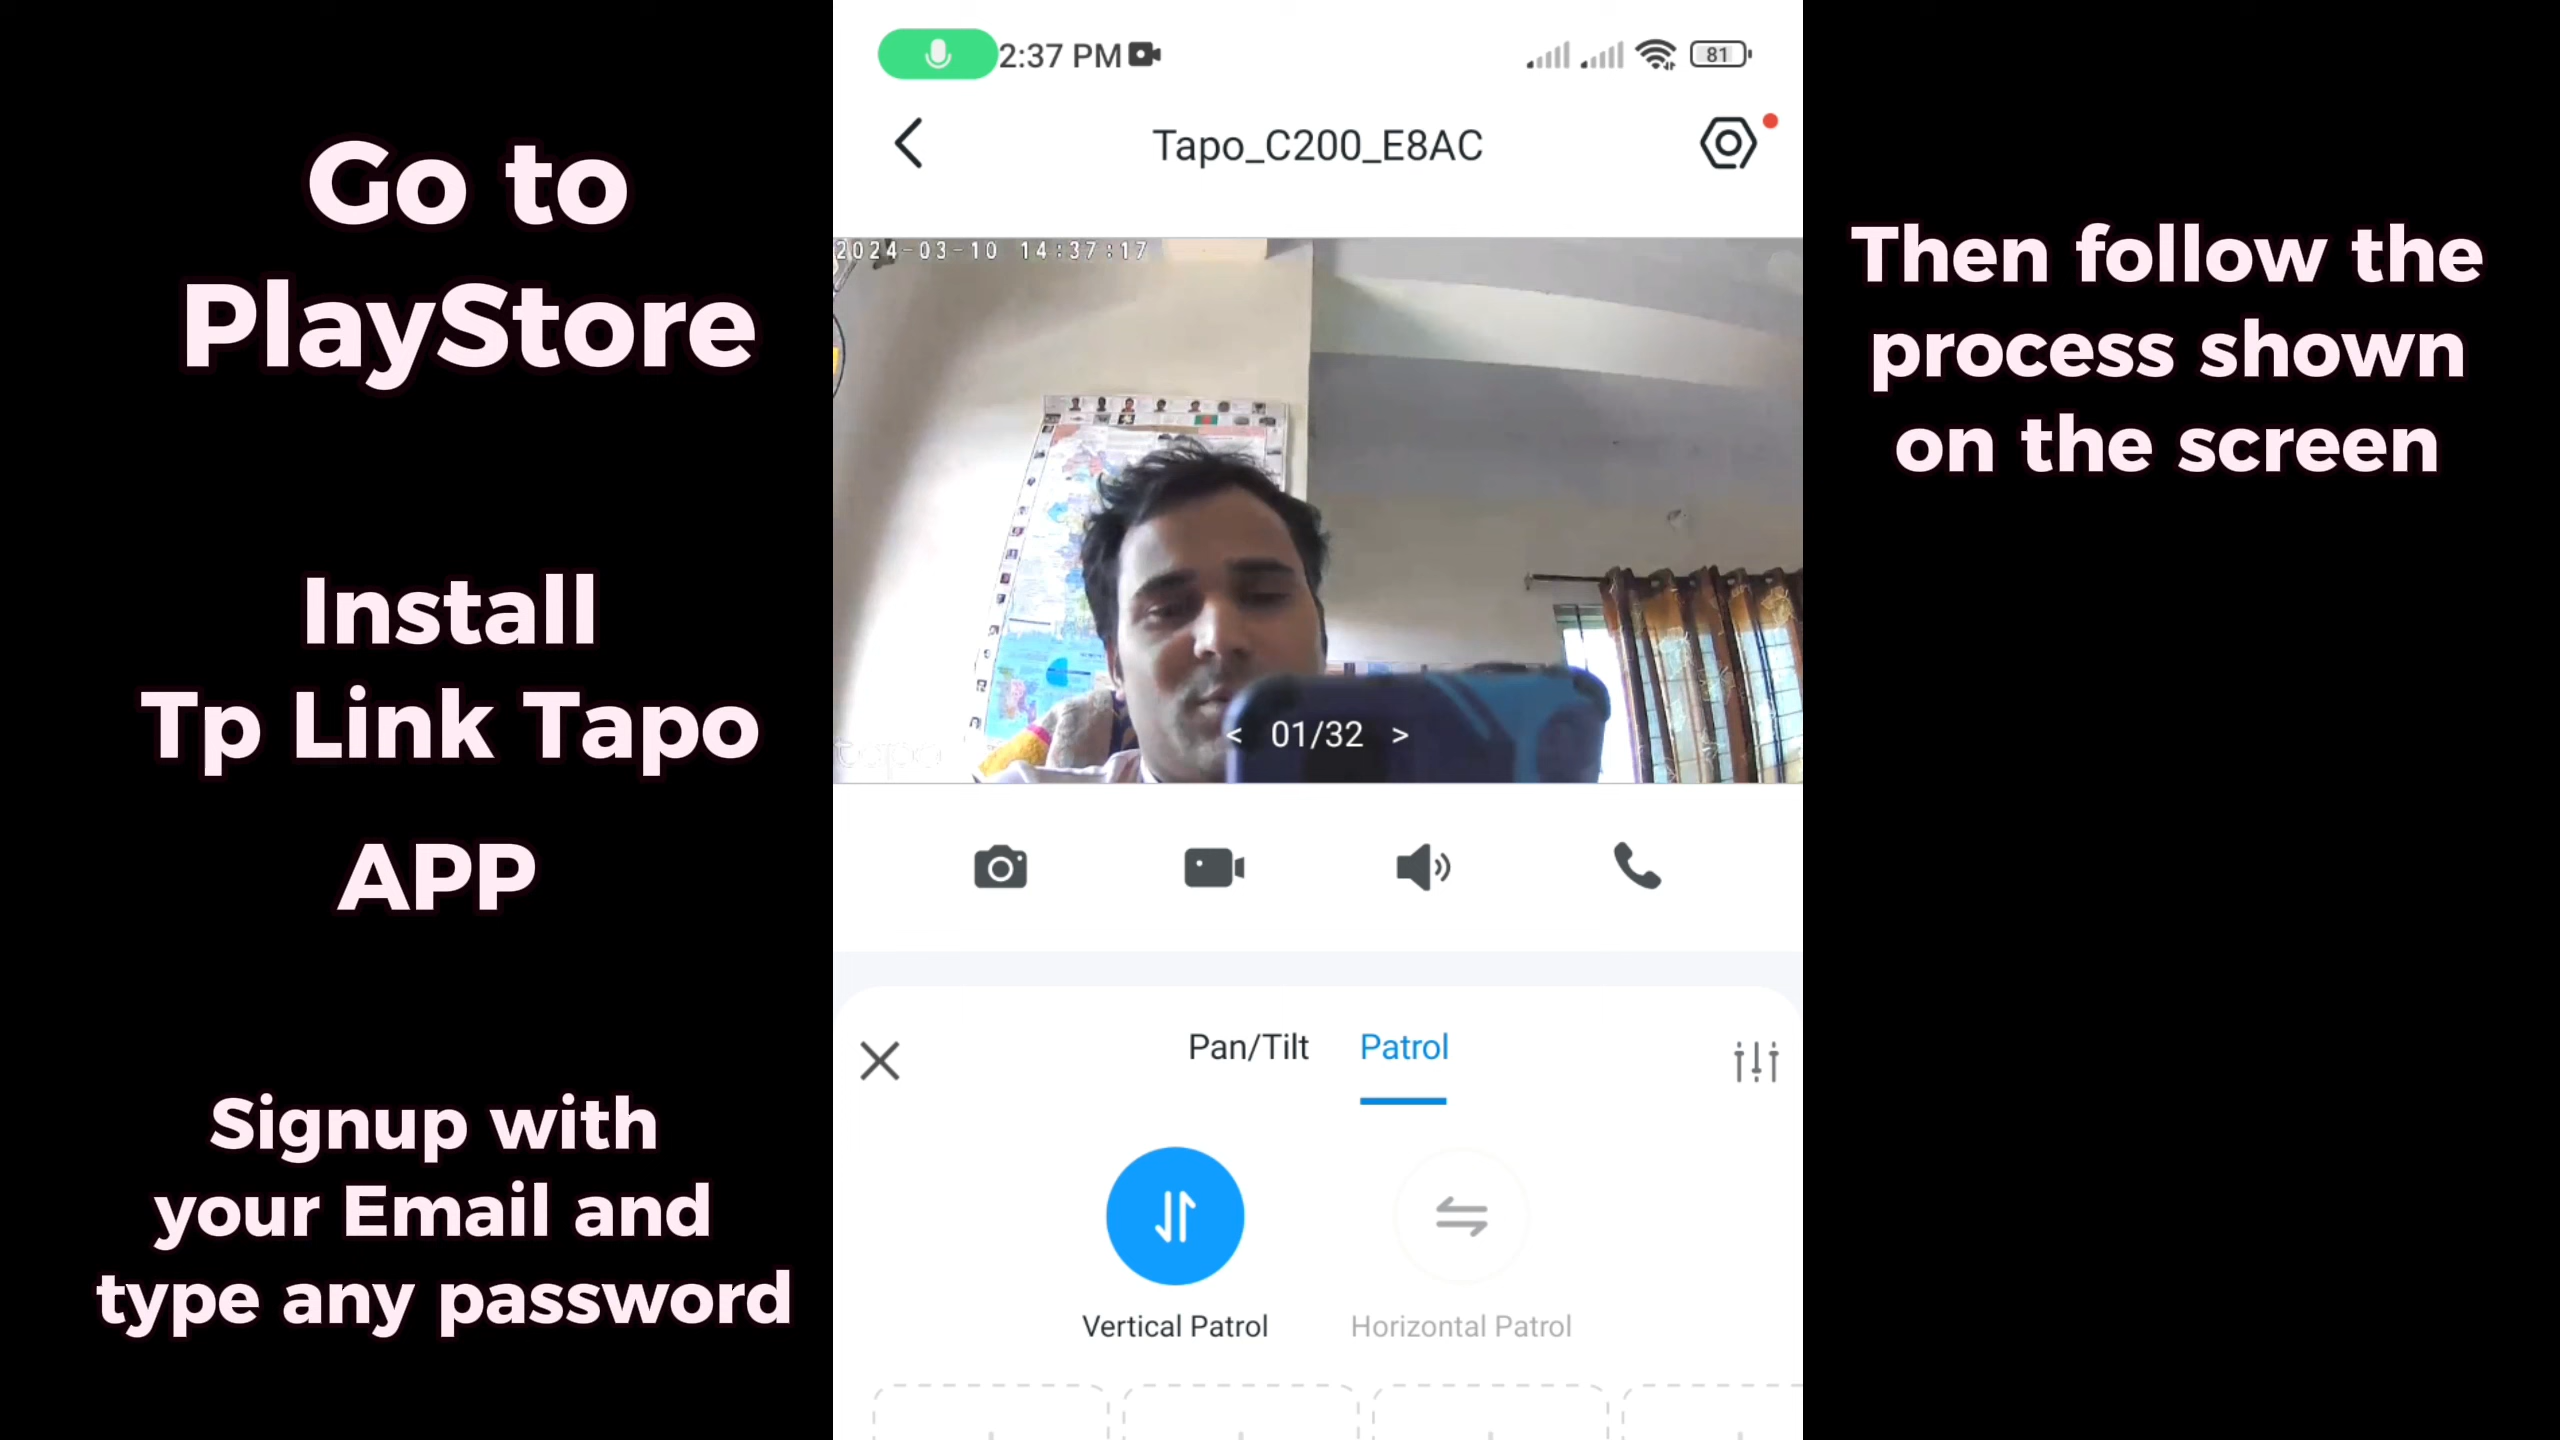 Go to
PlayStore
Install
Tp Link Tapo
APP
Signup with
your Email and
type any password
2:37 PM
81
Tapo_C200_E8AC
2024-03-10 14:37:17
tapo
< 01/32 >
Pan/Tilt
Patrol
Vertical Patrol
Horizontal Patrol
Then follow the
process shown
on the screen